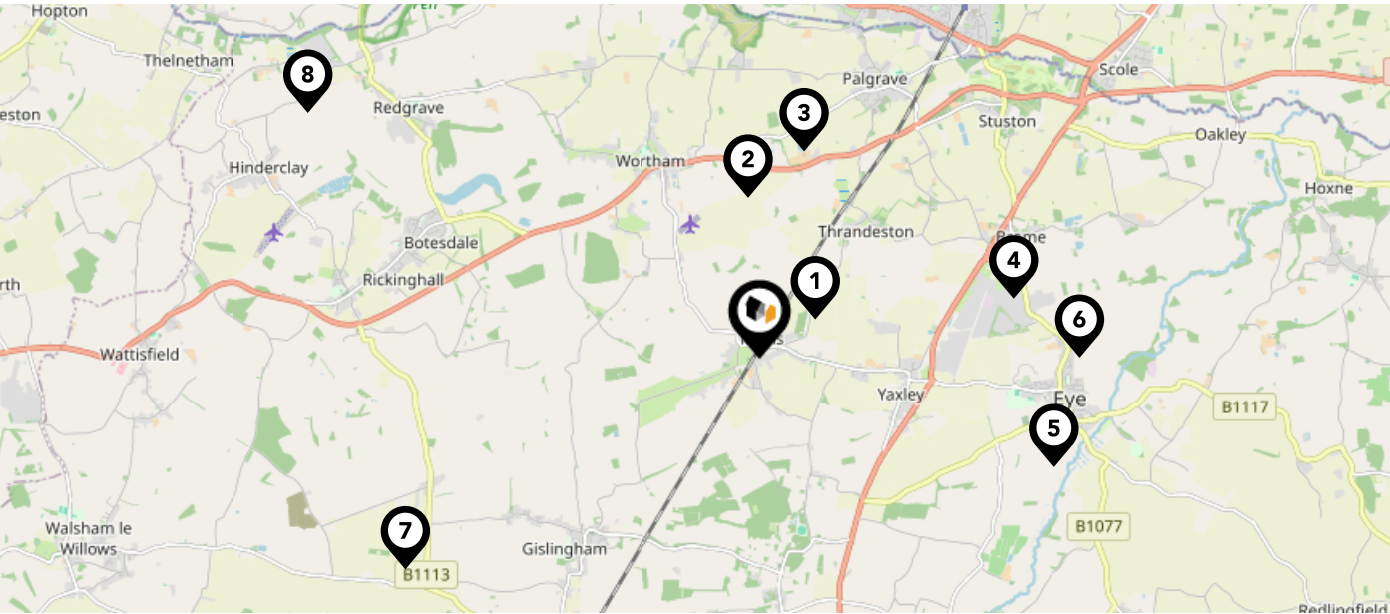 Hopton
Fen
Thelnetham
8
Palgrave
Scole
eston
Redgrave
3
Stuston
Oakley
Hinderclay
Wortham
2
Hoxne
Botesdale
Thrandeston
Rickinghall
4
rth
1
6
Wattisfield
Yaxley
Eye
B1117
5
Walsham le
Willows
7
Gislingham
B1077
B1113
Redlingfield